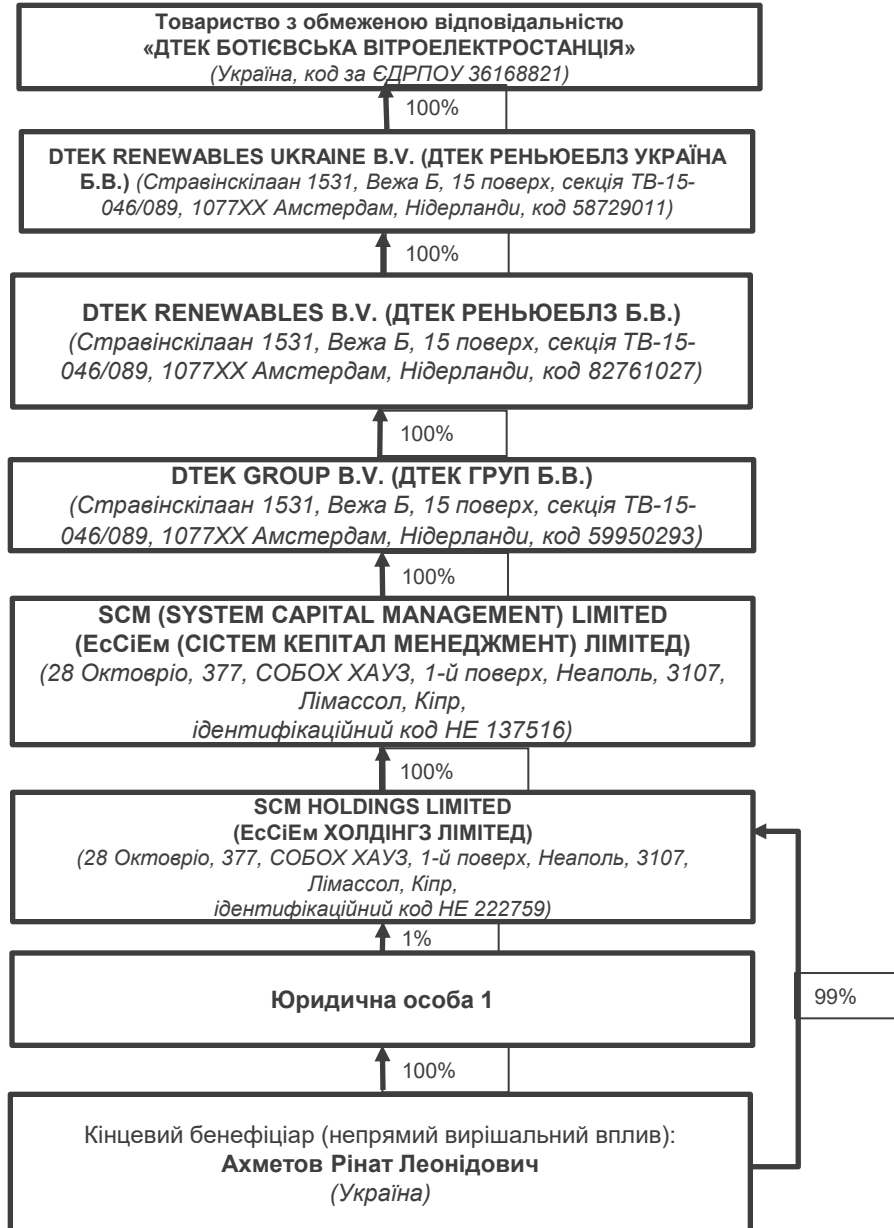 Товариство з обмеженою відповідальністю
«ДТЕК БОТІЄВСЬКА ВІТРОЕЛЕКТРОСТАНЦІЯ»
(Україна, код за ЄДРПОУ 36168821)
100%
DTEK RENEWABLES UKRAINE B.V. (ДТЕК РЕНЬЮЕБЛЗ УКРАЇНА
Б.В.) (Стравінскілаан 1531, Вежа Б, 15 поверх, секція ТВ-15-
046/089, 1077ХХ Амстердам, Нідерланди, код 58729011)
100%
DTEK RENEWABLES B.V. (ДТЕК РЕНЬЮЕБЛЗ Б.В.)
(Стравінскілаан 1531, Вежа Б, 15 поверх, секція ТВ-15-
046/089, 1077ХХ Амстердам, Нідерланди, код 82761027)
100%
DTEK GROUP B.V. (ДТЕК ГРУП Б.В.)
(Стравінскілаан 1531, Вежа Б, 15 поверх, секція ТВ-15-
046/089, 1077ХХ Амстердам, Нідерланди, код 59950293)
100%
SCM (SYSTEM CAPITAL MANAGEMENT) LIMITED
(ЕсСіЕм (СІСТЕМ КЕПІТАЛ МЕНЕДЖМЕНТ) ЛІМІТЕД)
(28 Октовріо, 377, СОБОХ ХАУЗ, 1-й поверх, Неаполь, 3107,
Лімассол, Кіпр,
ідентифікаційний код НЕ 137516)
100%
SCM HOLDINGS LIMITED
(ЕсСіЕм ХОЛДІНГЗ ЛІМІТЕД)
(28 Октовріо, 377, СОБОХ ХАУЗ, 1-й поверх, Неаполь, 3107,
Лімассол, Кіпр,
ідентифікаційний код НЕ 222759)
1%
Юридична особа 1
99%
100%
Кінцевий бенефіціар (непрямий вирішальний вплив):
Ахметов Рінат Леонідович
(Україна)